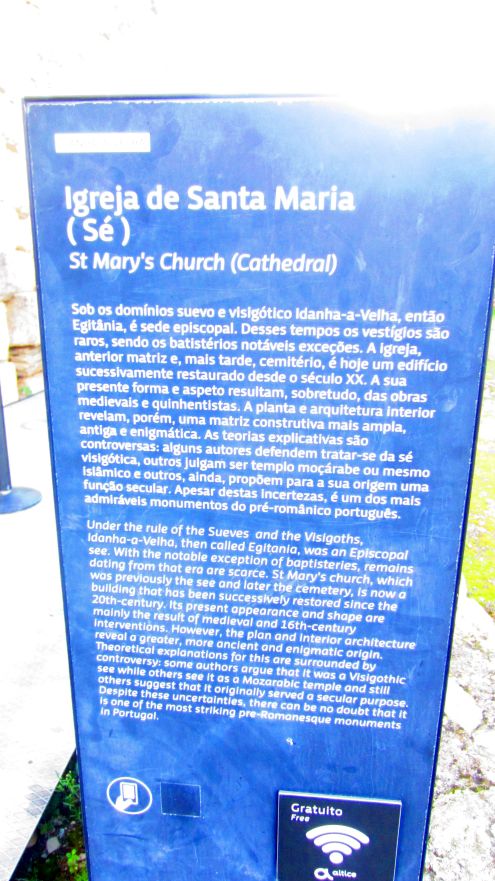 Igreja de Santa Maria
( Sé )
St Mary's Church (Cathedral)
Sob os domínios suevo e visigótico Idanha-a-Velha, então
Egitânia, é sede episcopal. Desses tempos os vestígios são
raros, sendo os batistérios notáveis exceções. A igreja,
anterior matriz e, mais tarde, cemitério, é hoje um edifício
sucessivamente restaurado desde o século XX. A sua
presente forma e aspeto resultam, sobretudo, das obras
medievais e quinhentistas. A planta e arquitetura interior
revelam, porém, uma matriz construtiva mais ampla,
antiga e enigmática. As teorias explicativas são
controversas: alguns autores defendem tratar-se da sé
visigótica, outros julgam ser templo moçárabe ou mesmo
islâmico e outros, ainda, propõem para a sua origem uma
função secular. Apesar destas incertezas, é um dos mais
admiráveis monumentos do pré-românico português.
Under the rule of the Sueves and the Visigoths,
Idanha-a-Velha, then called Egitania, was an Episcopal
see. With the notable exception of baptisteries, remains
dating from that era are scarce. St Mary's church, which
was previously the see and later the cemetery, is now a
building that has been successively restored since the
20th-century. Its present appearance and shape are
mainly the result of medieval and 16th-century
interventions. However, the plan and interior architecture
reveal a greater, more ancient and enigmatic origin.
Theoretical explanations for this are surrounded by
controversy: some authors argue that it was a Visigothic
see while others see it as a Mozarabic temple and still
others suggest that it originally served a secular purpose.
Despite these uncertainties, there can be no doubt that it
is one of the most striking pre-Romanesque monuments
in Portugal.
Gratuito
Free
altice